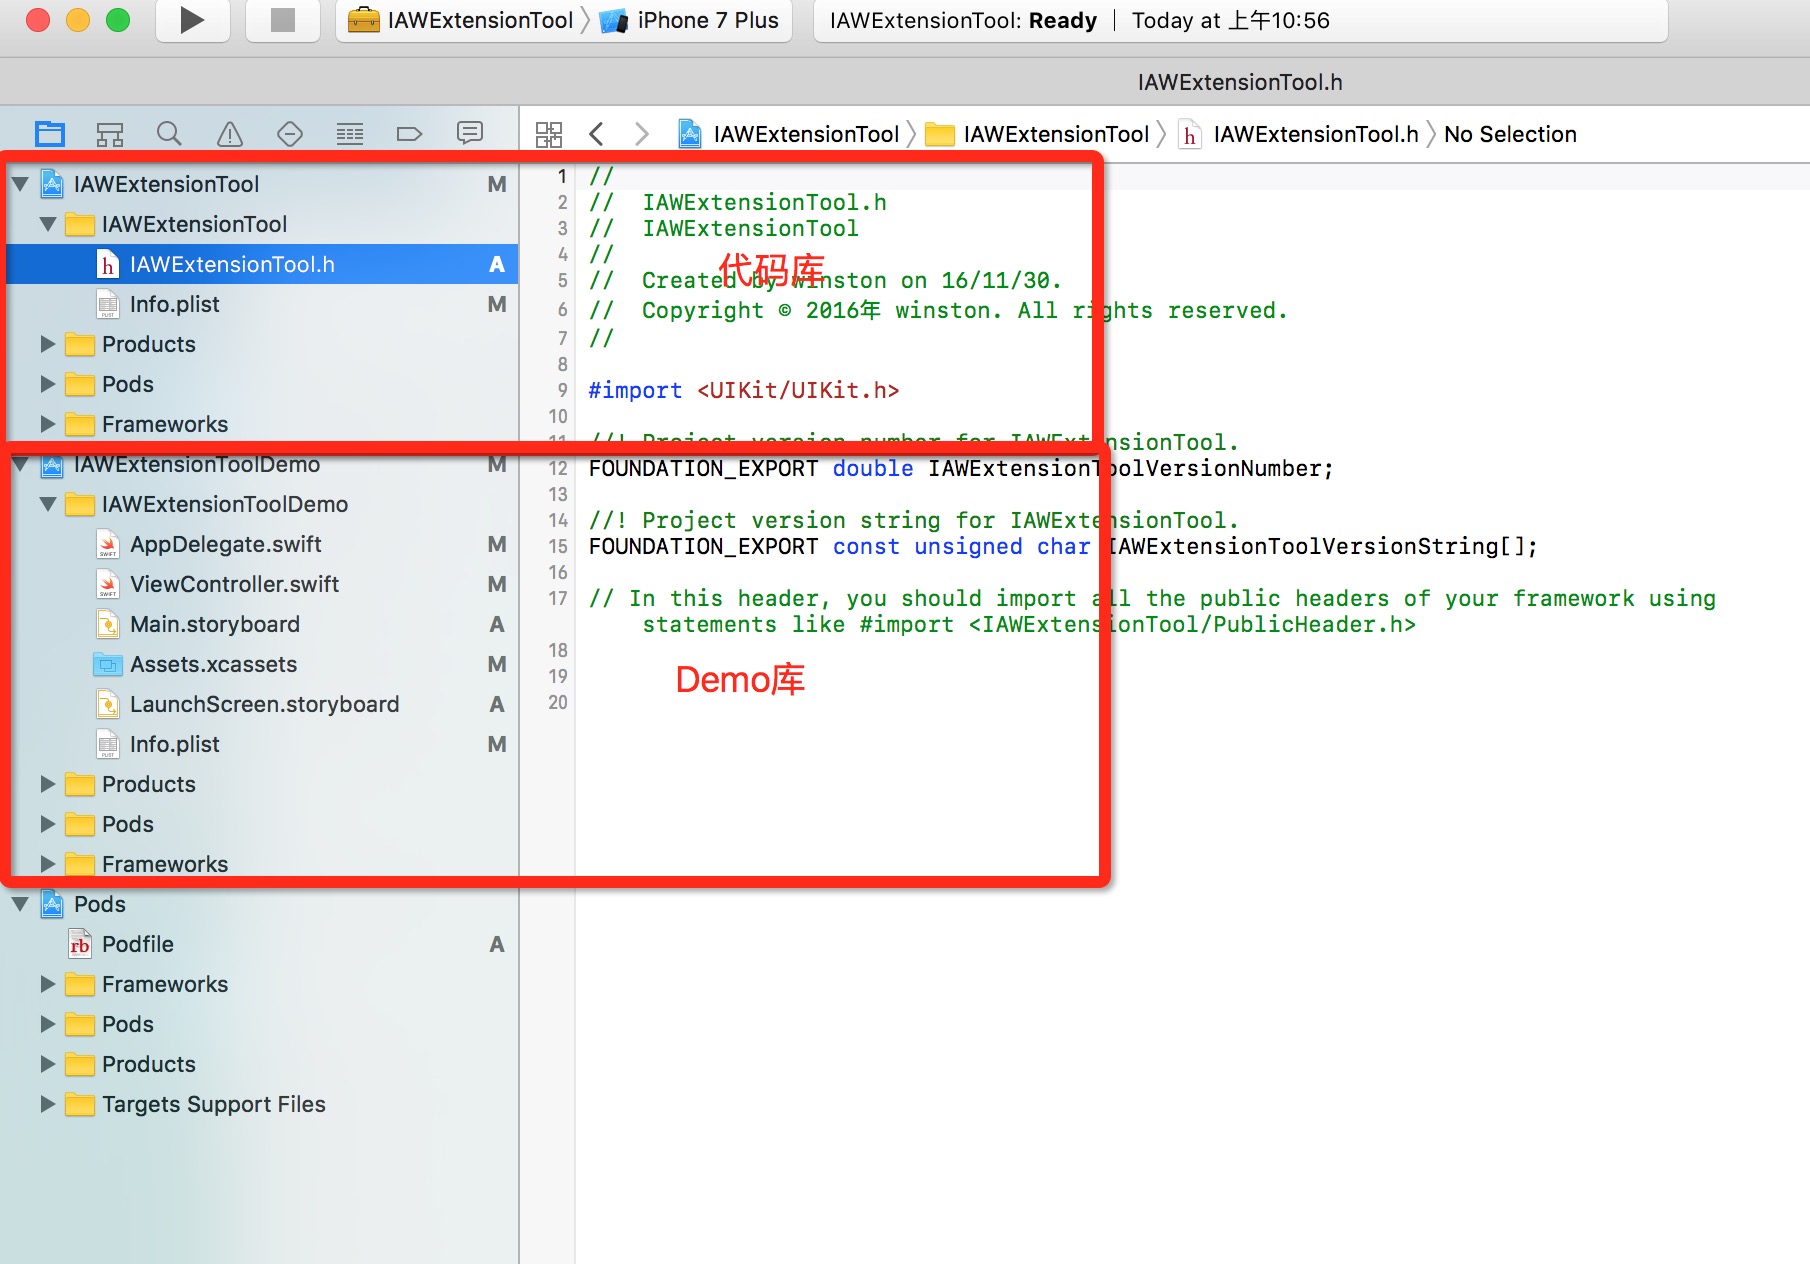 IAWExtensionTool 〉 iPhone 7 Plus
IAWExtensionTool: Ready | Today at 上午10:56
IAWExtensionTool.h
IAWExtensionTool 〉 IAWExtensionTool 〉 h IAWExtensionTool.h 〉 No Selection
IAWExtensionTool M
IAWExtensionTool
h IAWExtensionTool.h A
Info.plist M
Products
Pods
Frameworks
IAWExtensionToolDemo M
IAWExtensionToolDemo
AppDelegate.swift M
ViewController.swift M
Main.storyboard A
Assets.xcassets M
LaunchScreen.storyboard A
Info.plist M
Products
Pods
Frameworks
Pods
rb Podfile A
Frameworks
Pods
Products
Targets Support Files
1 //
2 // IAWExtensionTool.h
3 // IAWExtensionTool
4 //
代码库
5 // Created by winston on 16/11/30.
6 // Copyright © 2016年 winston. All rights reserved.
7 //
8
9 #import <UIKit/UIKit.h>
10
11 //! Project version number for IAWExtensionTool.
12 FOUNDATION_EXPORT double IAWExtensionToolVersionNumber;
13
14 //! Project version string for IAWExtensionTool.
15 FOUNDATION_EXPORT const unsigned char IAWExtensionToolVersionString[];
16
17 // In this header, you should import all the public headers of your framework using
statements like #import <IAWExtensionTool/PublicHeader.h>
18
19
Demo库
20